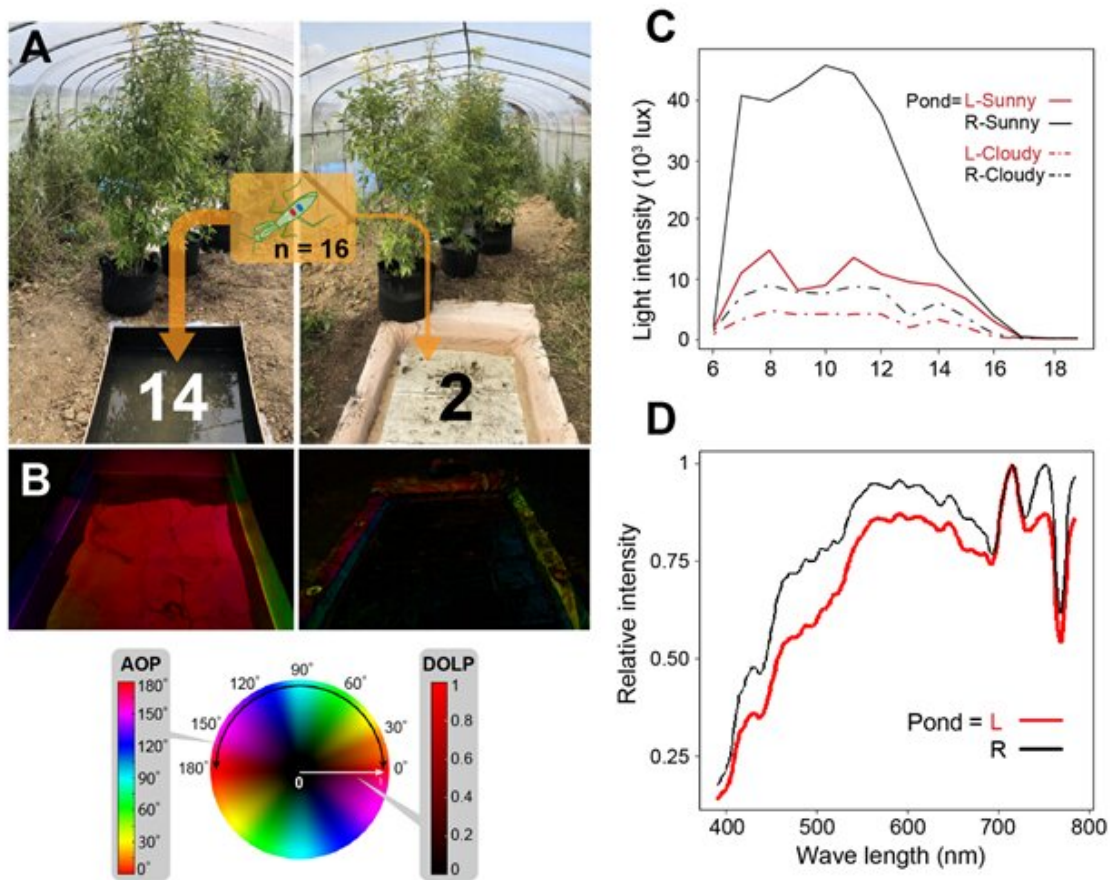 A
n = 16
14
2
B
AOP
180°
150°
120°
90°
60°
30°
0°
90°
120°
60°
150°
30°
180°
0°
0
1
DOLP
1
0.8
0.6
0.4
0.2
0
C
Light intensity (10³ lux)
40
30
20
10
0
6 8 10 12 14 16 18
Pond= L-Sunny
R-Sunny
L-Cloudy
R-Cloudy
D
Relative intensity
1
0.75
0.50
0.25
400 500 600 700 800
Wave length (nm)
Pond = L
R